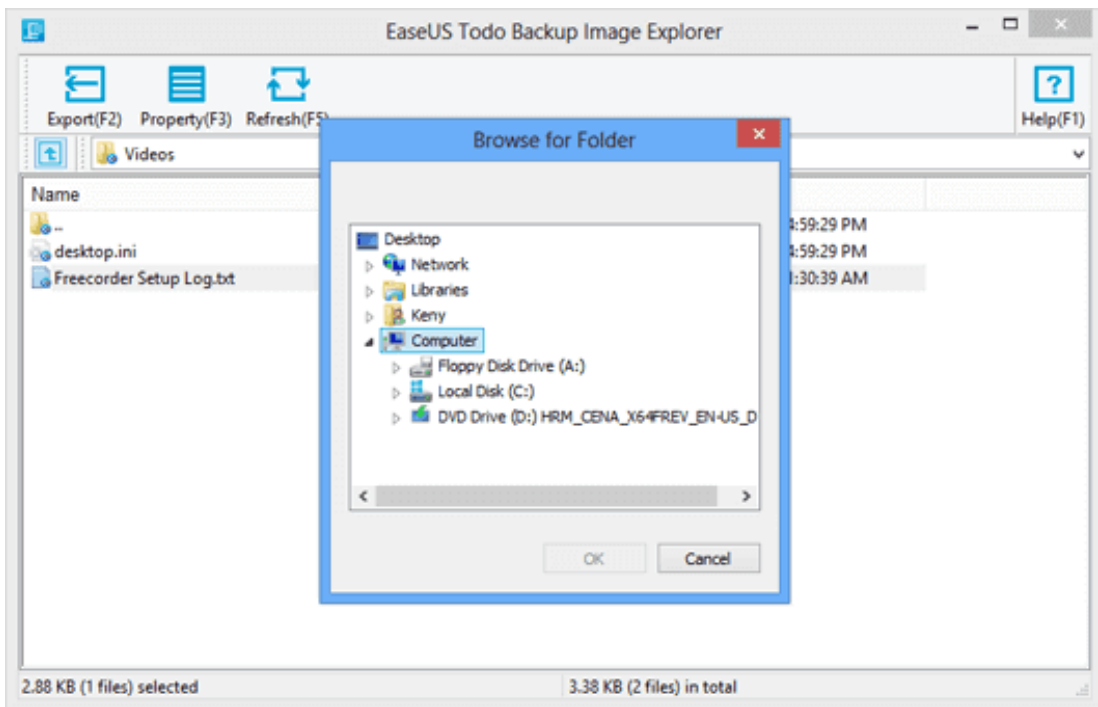 EaseUS Todo Backup Image Explorer
Export(F2) Property(F3) Refresh(F5) Help(F1)
Videos
Name
..
desktop.ini
Freecorder Setup Log.txt
4:59:29 PM
4:59:29 PM
1:30:39 AM
Browse for Folder
Desktop
Network
Libraries
Keny
Computer
Floppy Disk Drive (A:)
Local Disk (C:)
DVD Drive (D:) HRM_CENA_X64FREV_EN-US_D
OK Cancel
2.88 KB (1 files) selected 3.38 KB (2 files) in total